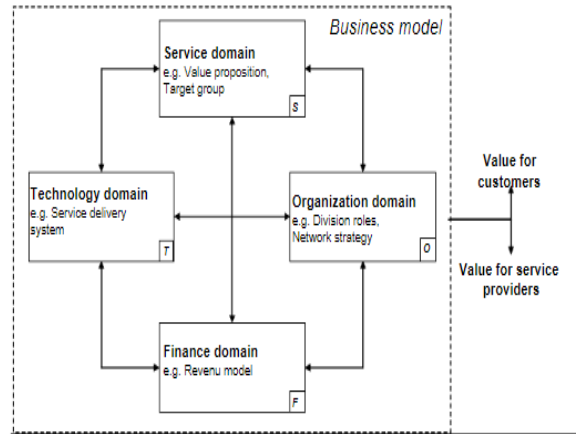 Business model
Service domain
e.g. Value proposition,
Target group
S
Technology domain
e.g. Service delivery
system
T
Organization domain
e.g. Division roles,
Network strategy
O
Value for
customers
Value for service
providers
Finance domain
e.g. Revenu model
F